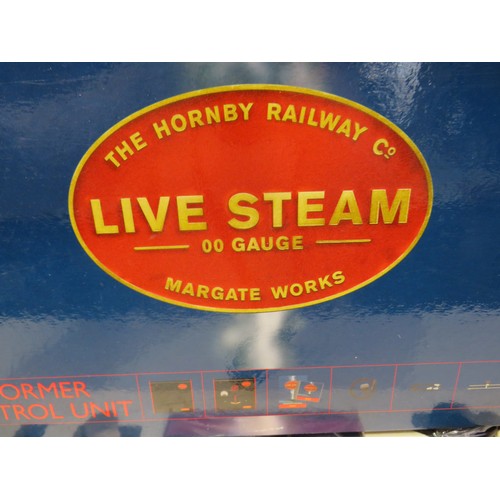 THE HORNBY RAILWAY Cº
LIVE STEAM
00 GAUGE
MARGATE WORKS
ORMER
TROL UNIT